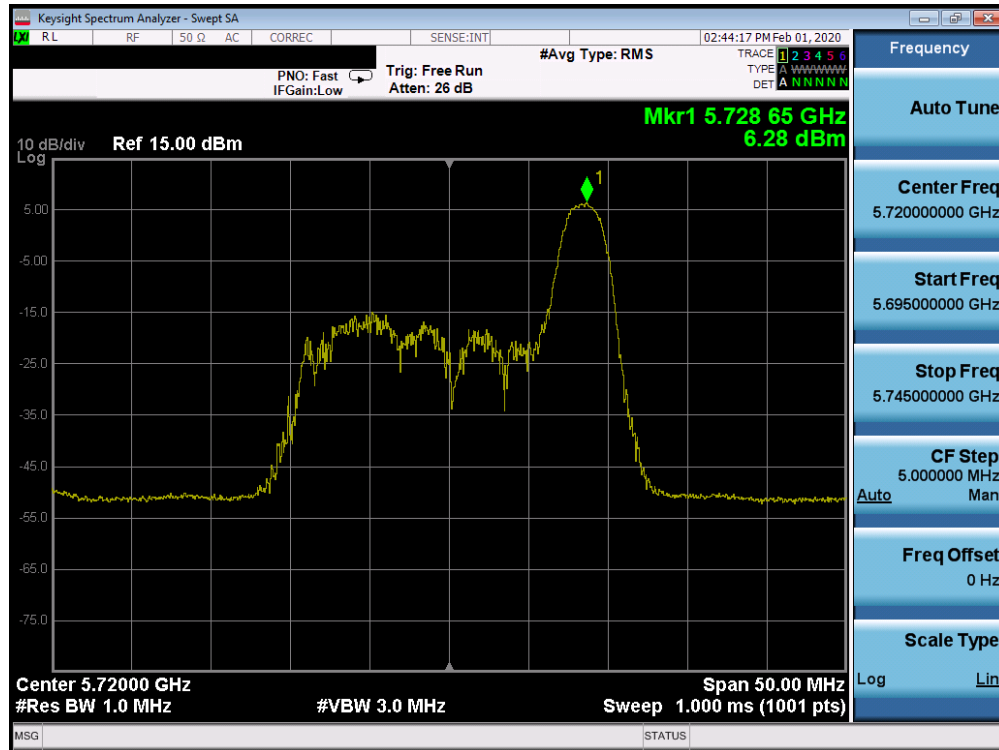 Keysight Spectrum Analyzer - Swept SA
LXI RL RF 50 Ω AC CORREC SENSE:INT 02:44:17 PM Feb 01, 2020
PNO: Fast
IFGain:Low
Trig: Free Run
Atten: 26 dB
#Avg Type: RMS
TRACE 1 2 3 4 5 6
TYPE A WWWWW
DET A N N N N N
Mkr1 5.728 65 GHz
6.28 dBm
10 dB/div
Log
Ref 15.00 dBm
1
5.00
-5.00
-15.0
-25.0
-35.0
-45.0
-55.0
-65.0
-75.0
Center 5.72000 GHz
Span 50.00 MHz
#Res BW 1.0 MHz
#VBW 3.0 MHz
Sweep 1.000 ms (1001 pts)
MSG
STATUS
Frequency
Auto Tune
Center Freq
5.720000000 GHz
Start Freq
5.695000000 GHz
Stop Freq
5.745000000 GHz
CF Step
5.000000 MHz
Auto Man
Freq Offset
0 Hz
Scale Type
Log Lin